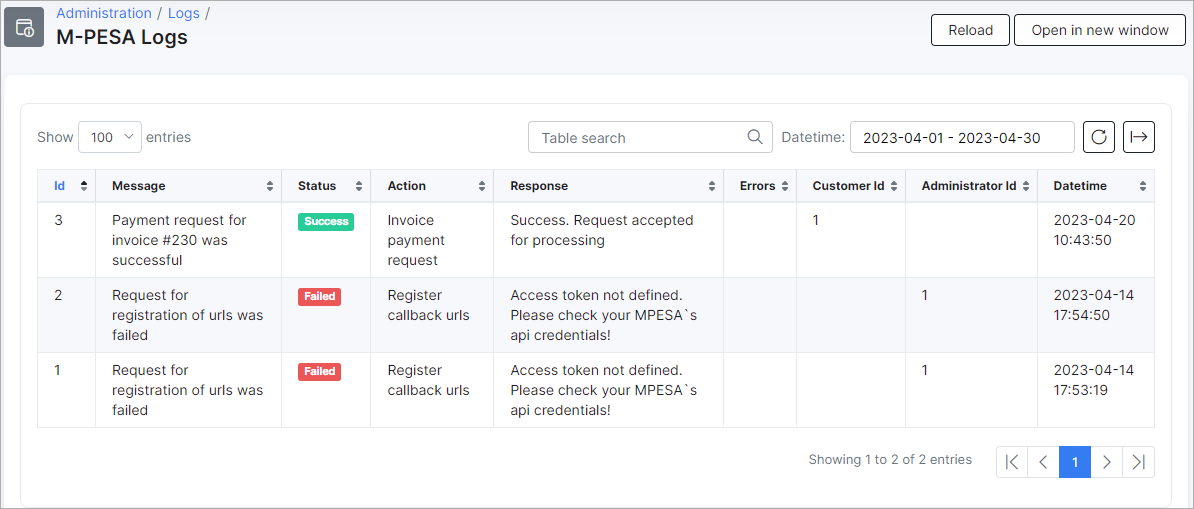 Administration / Logs /
M-PESA Logs
Reload
Open in new window
Show 100 entries
Table search
Datetime: 2023-04-01 - 2023-04-30
Id Message Status Action Response Errors Customer Id Administrator Id Datetime
3 Payment request for Success Invoice Success. Request accepted 1 2023-04-20
invoice #230 was payment for processing 10:43:50
successful request
2 Request for Failed Register Access token not defined. 1 2023-04-14
registration of urls was callback urls Please check your MPESA`s 17:54:50
failed api credentials!
1 Request for Failed Register Access token not defined. 1 2023-04-14
registration of urls was callback urls Please check your MPESA`s 17:53:19
failed api credentials!
Showing 1 to 2 of 2 entries
1